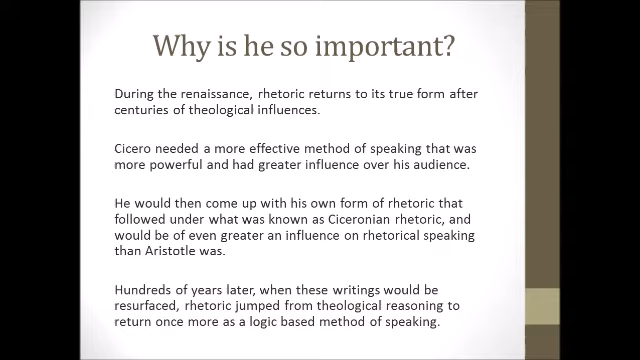 Why is he so important?
During the renaissance, rhetoric returns to its true form after
centuries of theological influences.
Cicero needed a more effective method of speaking that was
more powerful and had greater influence over his audience.
He would then come up with his own form of rhetoric that
followed under what was known as Ciceronian rhetoric, and
would be of even greater an influence on rhetorical speaking
than Aristotle was.
Hundreds of years later, when these writings would be
resurfaced, rhetoric jumped from theological reasoning to
return once more as a logic based method of speaking.